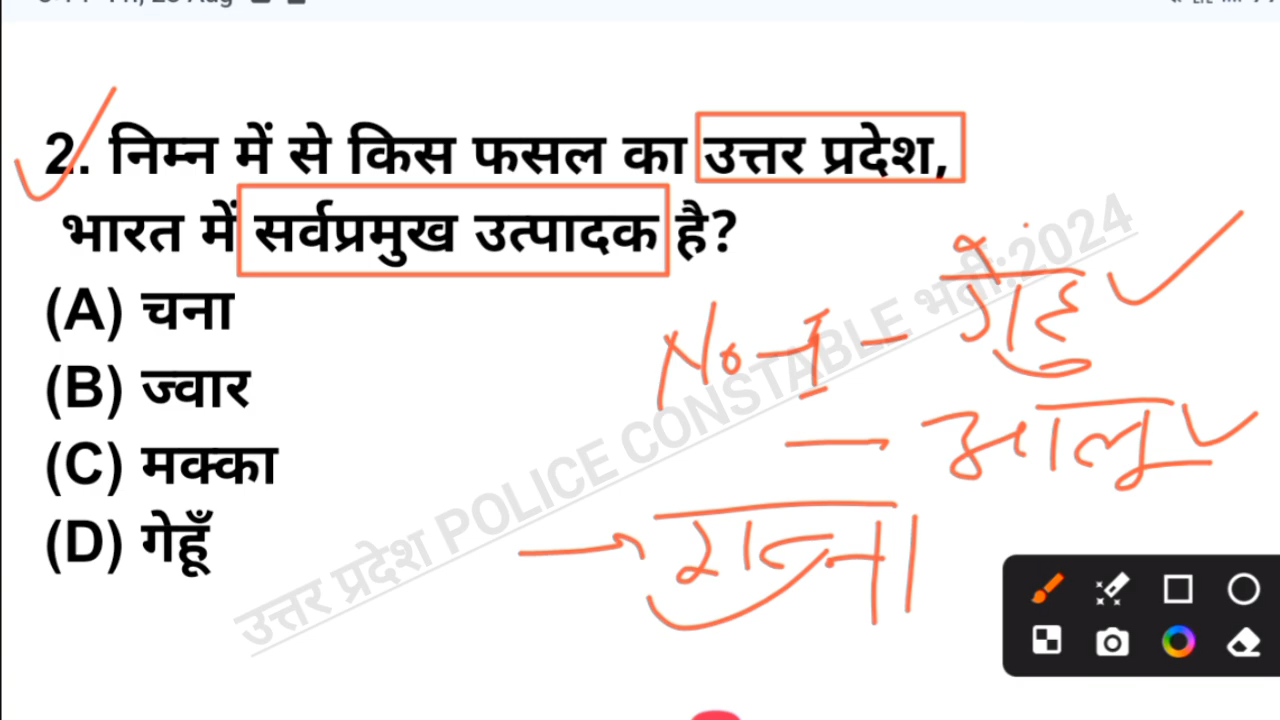 2. निम्न में से किस फसल का उत्तर प्रदेश,
भारत में सर्वप्रमुख उत्पादक है?
(A) चना
(B) ज्वार
(C) मक्का
(D) गेहूँ
No-1 - गेहूं
- आलू
→ गन्ना
उत्तर प्रदेश POLICE CONSTABLE भर्ती:2024